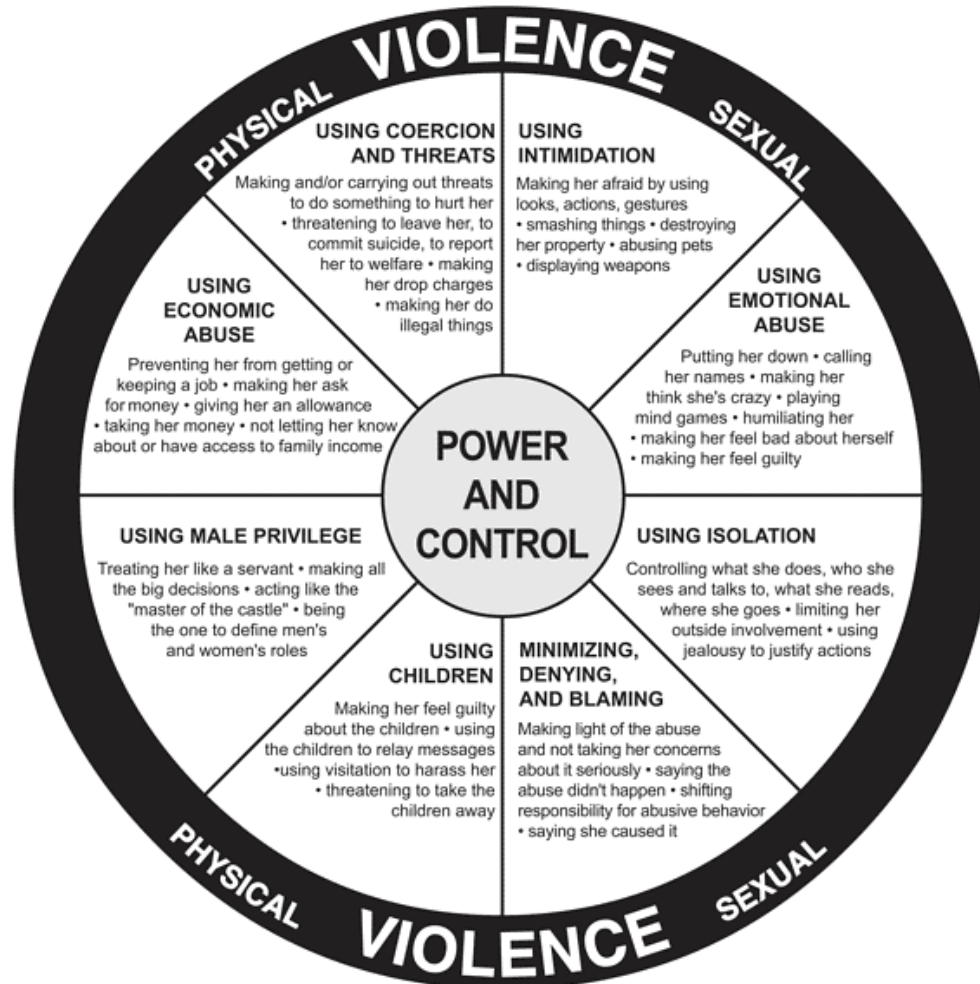 PHYSICAL VIOLENCE SEXUAL
USING COERCION
AND THREATS
Making and/or carrying out threats
to do something to hurt her
• threatening to leave her, to
commit suicide, to report
her to welfare • making
her drop charges
• making her do
illegal things
USING
INTIMIDATION
Making her afraid by using
looks, actions, gestures
• smashing things • destroying
her property • abusing pets
• displaying weapons
USING
EMOTIONAL
ABUSE
Putting her down • calling
her names • making her
think she's crazy • playing
mind games • humiliating her
• making her feel bad about herself
• making her feel guilty
USING ISOLATION
Controlling what she does, who she
sees and talks to, what she reads,
where she goes • limiting her
outside involvement • using
jealousy to justify actions
MINIMIZING,
DENYING,
AND BLAMING
Making light of the abuse
and not taking her concerns
about it seriously • saying the
abuse didn't happen • shifting
responsibility for abusive behavior
• saying she caused it
USING
CHILDREN
Making her feel guilty
about the children • using
the children to relay messages
•using visitation to harass her
• threatening to take the
children away
USING MALE PRIVILEGE
Treating her like a servant • making all
the big decisions • acting like the
"master of the castle" • being
the one to define men's
and women's roles
USING
ECONOMIC
ABUSE
Preventing her from getting or
keeping a job • making her ask
for money • giving her an allowance
• taking her money • not letting her know
about or have access to family income
POWER
AND
CONTROL
PHYSICAL VIOLENCE SEXUAL